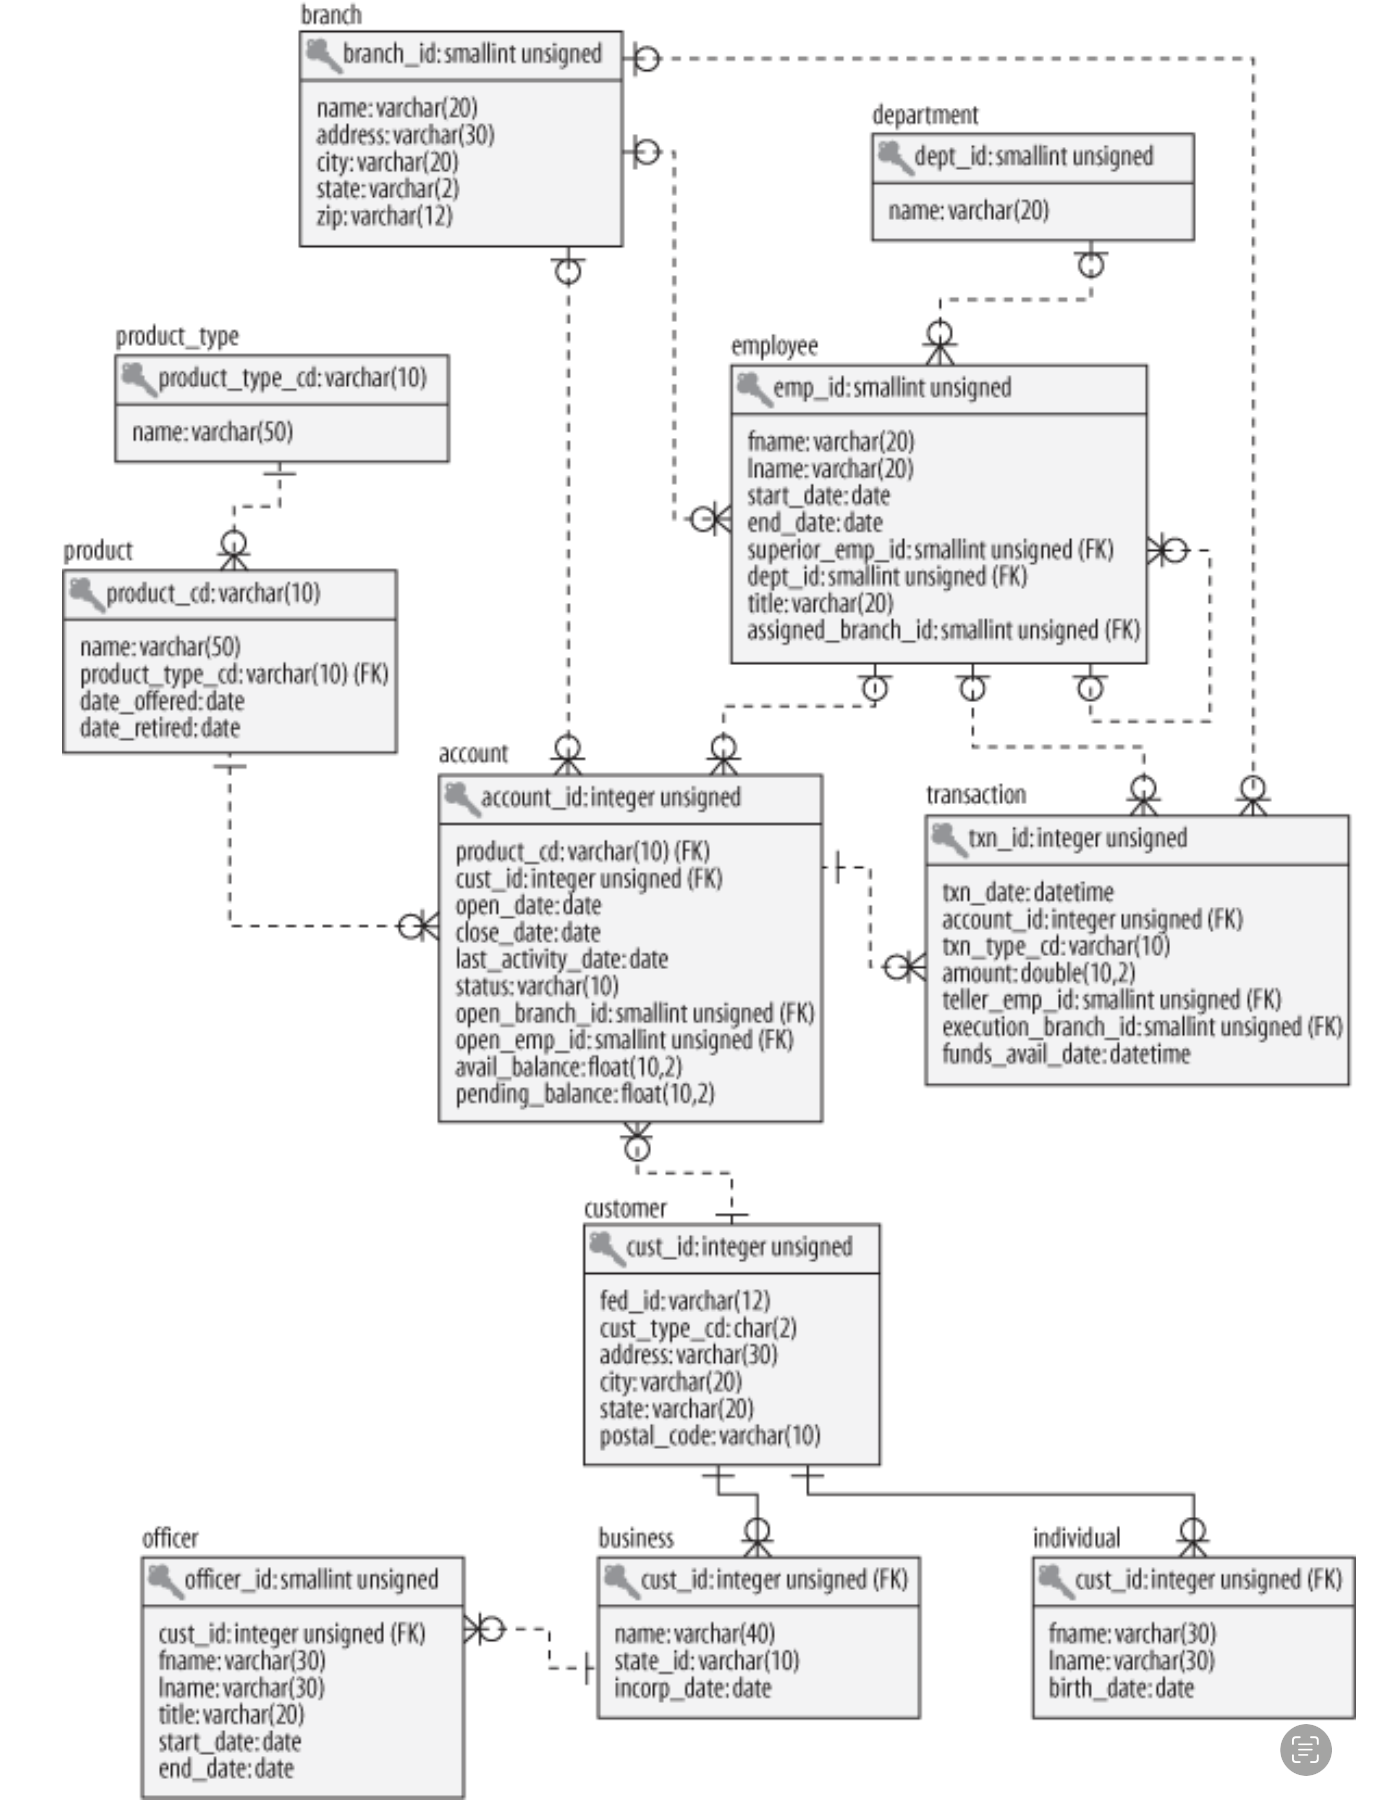 branch
branch_id: smallint unsigned
name: varchar(20)
address: varchar(30)
city: varchar(20)
state: varchar(2)
zip: varchar(12)
department
dept_id: smallint unsigned
name: varchar(20)
product_type
product_type_cd: varchar(10)
name: varchar(50)
employee
emp_id: smallint unsigned
fname: varchar(20)
lname: varchar(20)
start_date: date
end_date: date
superior_emp_id: smallint unsigned (FK)
dept_id: smallint unsigned (FK)
title: varchar(20)
assigned_branch_id: smallint unsigned (FK)
product
product_cd: varchar(10)
name: varchar(50)
product_type_cd: varchar(10) (FK)
date_offered: date
date_retired: date
account
account_id: integer unsigned
product_cd: varchar(10) (FK)
cust_id: integer unsigned (FK)
open_date: date
close_date: date
last_activity_date: date
status: varchar(10)
open_branch_id: smallint unsigned (FK)
open_emp_id: smallint unsigned (FK)
avail_balance: float(10,2)
pending_balance: float(10,2)
transaction
txn_id: integer unsigned
txn_date: datetime
account_id: integer unsigned (FK)
txn_type_cd: varchar(10)
amount: double(10,2)
teller_emp_id: smallint unsigned (FK)
execution_branch_id: smallint unsigned (FK)
funds_avail_date: datetime
customer
cust_id: integer unsigned
fed_id: varchar(12)
cust_type_cd: char(2)
address: varchar(30)
city: varchar(20)
state: varchar(20)
postal_code: varchar(10)
officer
officer_id: smallint unsigned
cust_id: integer unsigned (FK)
fname: varchar(30)
lname: varchar(30)
title: varchar(20)
start_date: date
end_date: date
business
cust_id: integer unsigned (FK)
name: varchar(40)
state_id: varchar(10)
incorp_date: date
individual
cust_id: integer unsigned (FK)
fname: varchar(30)
lname: varchar(30)
birth_date: date